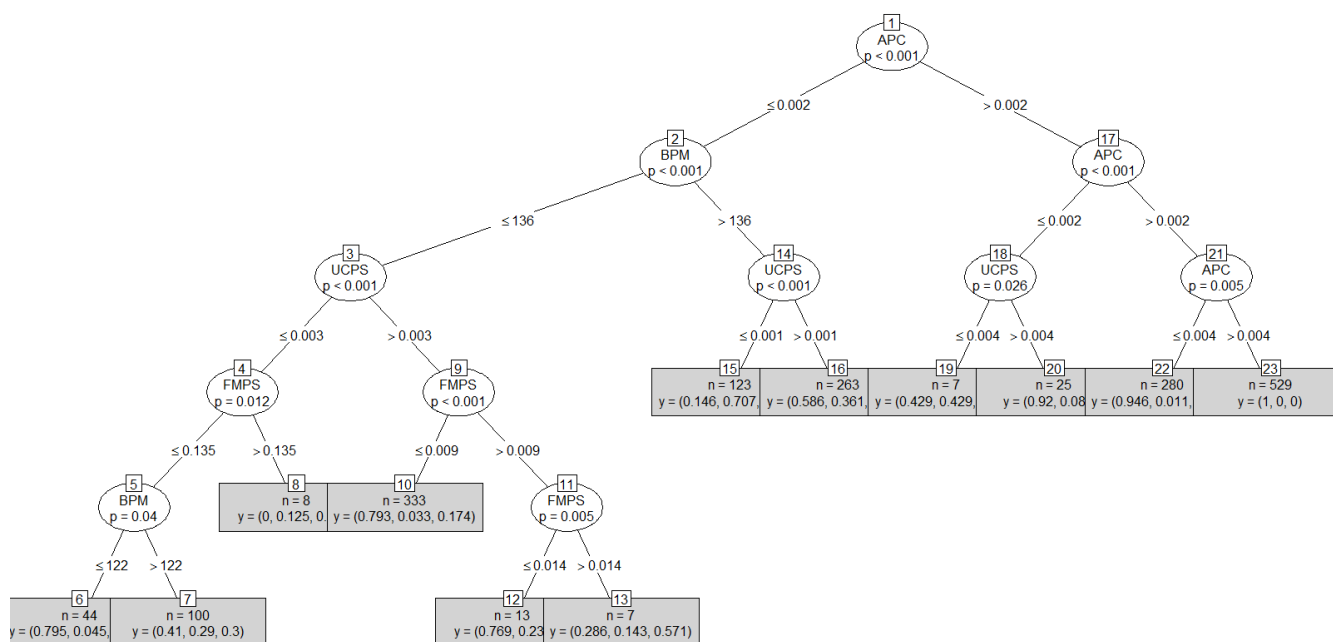 1
APC
p < 0.001
≤ 0.002
> 0.002
2
BPM
p < 0.001
17
APC
p < 0.001
≤ 136
> 136
≤ 0.002
> 0.002
3
UCPS
p < 0.001
14
UCPS
p < 0.001
18
UCPS
p = 0.026
21
APC
p = 0.005
≤ 0.003
> 0.003
≤ 0.001
> 0.001
≤ 0.004
> 0.004
≤ 0.004
> 0.004
4
FMPS
p = 0.012
9
FMPS
p < 0.001
15
n = 123
y = (0.146, 0.707,
16
n = 263
y = (0.586, 0.361,
19
n = 7
y = (0.429, 0.429,
20
n = 25
y = (0.92, 0.08
22
n = 280
y = (0.946, 0.011,
23
n = 529
y = (1, 0, 0)
≤ 0.135
> 0.135
≤ 0.009
> 0.009
5
BPM
p = 0.04
8
n = 8
y = (0, 0.125, 0.
10
n = 333
y = (0.793, 0.033, 0.174)
11
FMPS
p = 0.005
≤ 122
> 122
≤ 0.014
> 0.014
6
n = 44
y = (0.795, 0.045,
7
n = 100
y = (0.41, 0.29, 0.3)
12
n = 13
y = (0.769, 0.23
13
n = 7
y = (0.286, 0.143, 0.571)